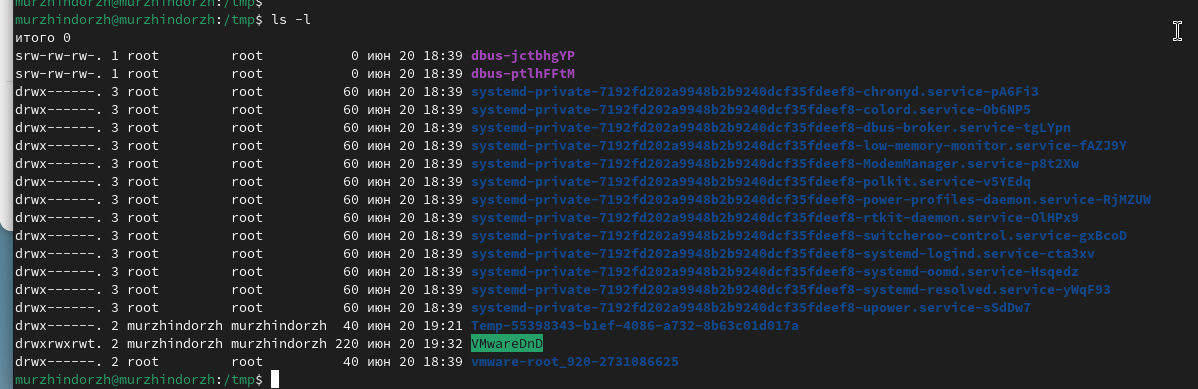 murzhindorzh@murzhindorzh:/tmp$
murzhindorzh@murzhindorzh:/tmp$ ls -l
итого 0
srw-rw-rw-. 1 root         root           0 июн 20 18:39 dbus-jctbhgYP
srw-rw-rw-. 1 root         root           0 июн 20 18:39 dbus-ptlhFFtM
drwx------. 3 root         root          60 июн 20 18:39 systemd-private-7192fd202a9948b2b9240dcf35fdeef8-chronyd.service-pA6Fi3
drwx------. 3 root         root          60 июн 20 18:39 systemd-private-7192fd202a9948b2b9240dcf35fdeef8-colord.service-Ob6NP5
drwx------. 3 root         root          60 июн 20 18:39 systemd-private-7192fd202a9948b2b9240dcf35fdeef8-dbus-broker.service-tgLYpn
drwx------. 3 root         root          60 июн 20 18:39 systemd-private-7192fd202a9948b2b9240dcf35fdeef8-low-memory-monitor.service-fAZJ9Y
drwx------. 3 root         root          60 июн 20 18:39 systemd-private-7192fd202a9948b2b9240dcf35fdeef8-ModemManager.service-p8t2Xw
drwx------. 3 root         root          60 июн 20 18:39 systemd-private-7192fd202a9948b2b9240dcf35fdeef8-polkit.service-v5YEdq
drwx------. 3 root         root          60 июн 20 18:39 systemd-private-7192fd202a9948b2b9240dcf35fdeef8-power-profiles-daemon.service-RjMZUW
drwx------. 3 root         root          60 июн 20 18:39 systemd-private-7192fd202a9948b2b9240dcf35fdeef8-rtkit-daemon.service-OlHPx9
drwx------. 3 root         root          60 июн 20 18:39 systemd-private-7192fd202a9948b2b9240dcf35fdeef8-switcheroo-control.service-gxBcoD
drwx------. 3 root         root          60 июн 20 18:39 systemd-private-7192fd202a9948b2b9240dcf35fdeef8-systemd-logind.service-cta3xv
drwx------. 3 root         root          60 июн 20 18:39 systemd-private-7192fd202a9948b2b9240dcf35fdeef8-systemd-oomd.service-Hsqedz
drwx------. 3 root         root          60 июн 20 18:39 systemd-private-7192fd202a9948b2b9240dcf35fdeef8-systemd-resolved.service-yWqF93
drwx------. 3 root         root          60 июн 20 18:39 systemd-private-7192fd202a9948b2b9240dcf35fdeef8-upower.service-sSdDw7
drwx------. 2 murzhindorzh murzhindorzh  40 июн 20 19:21 Temp-55398343-b1ef-4086-a732-8b63c01d017a
drwxrwxrwt. 2 murzhindorzh murzhindorzh 220 июн 20 19:32 VMwareDnD
drwx------. 2 root         root          40 июн 20 18:39 vmware-root_920-2731086625
murzhindorzh@murzhindorzh:/tmp$